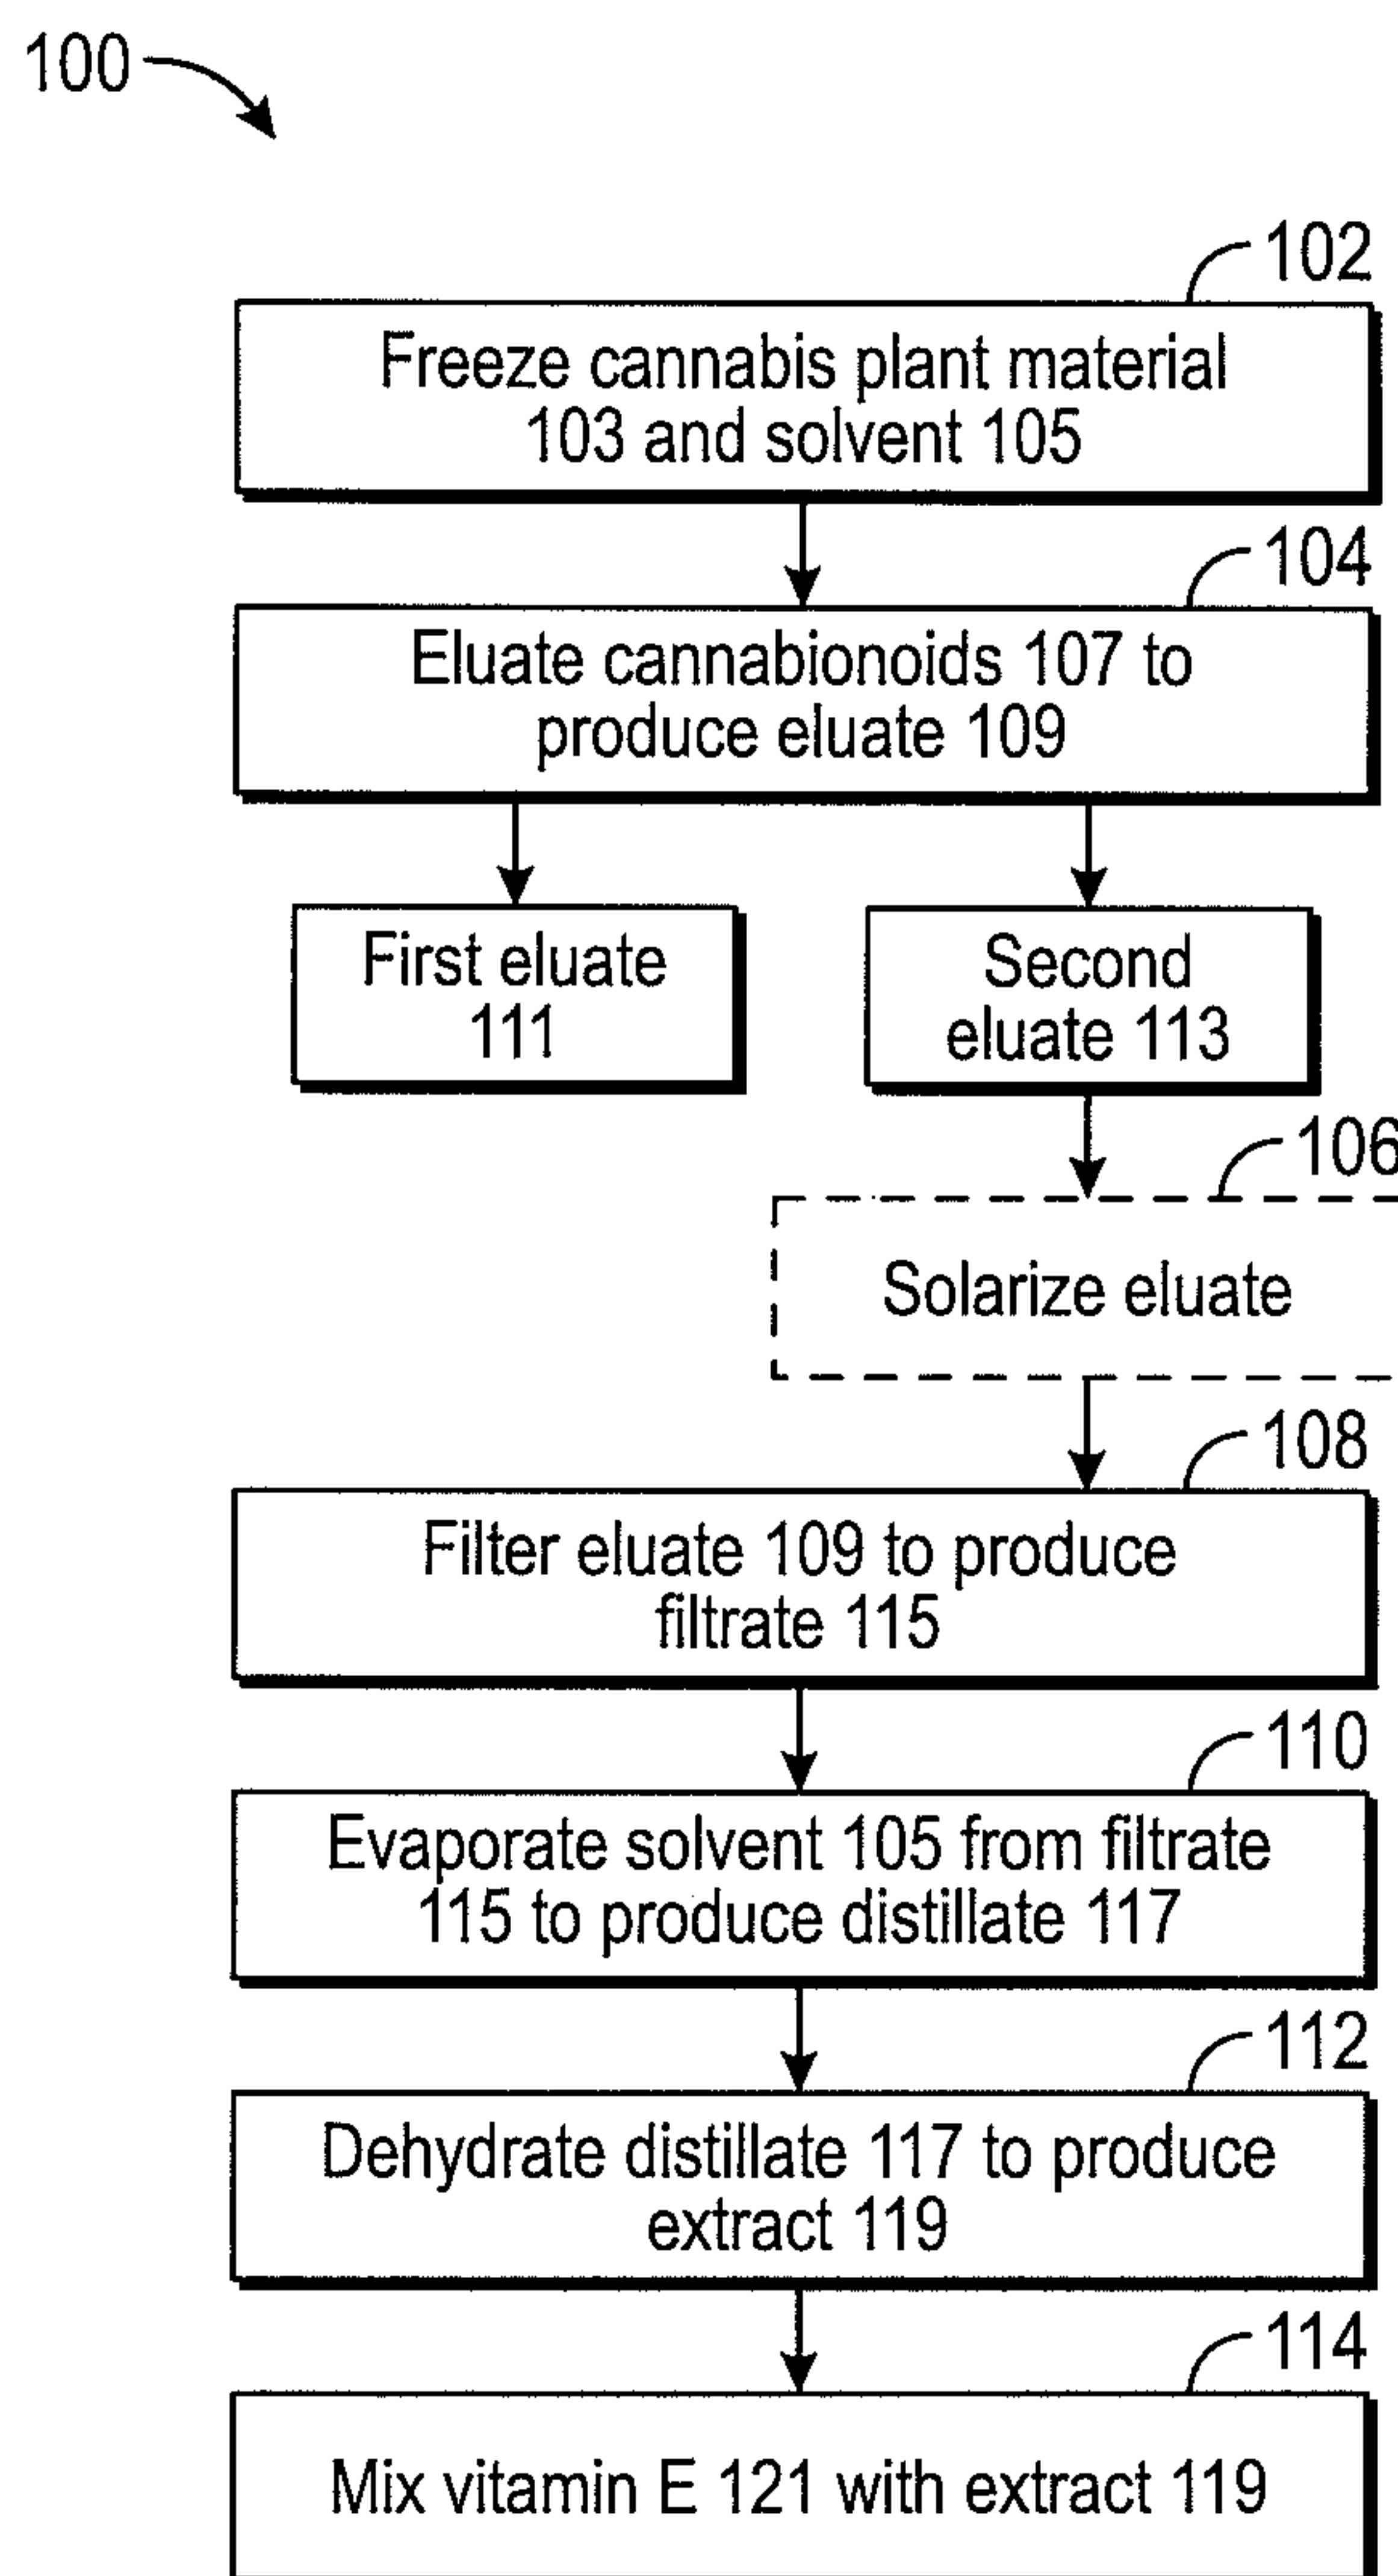 100
102
Freeze cannabis plant material
103 and solvent 105
104
Eluate cannabionoids 107 to
produce eluate 109
First eluate
111
Second
eluate 113
106
Solarize eluate
108
Filter eluate 109 to produce
filtrate 115
110
Evaporate solvent 105 from filtrate
115 to produce distillate 117
112
Dehydrate distillate 117 to produce
extract 119
114
Mix vitamin E 121 with extract 119